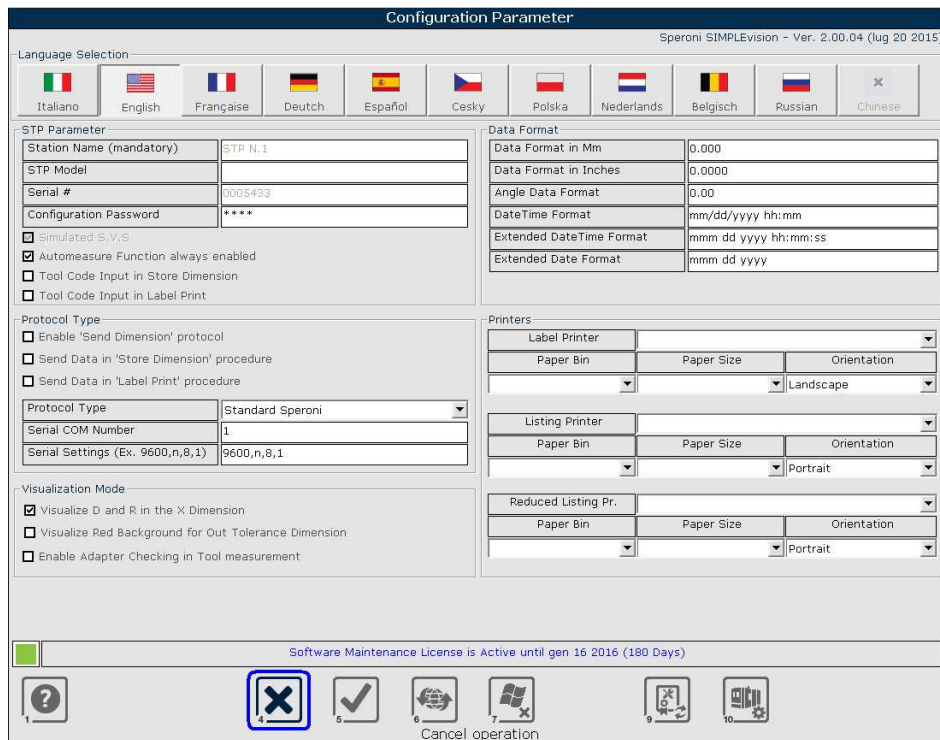 Configuration Parameter
Speroni SIMPLEvision - Ver. 2.00.04 (lug 20 2015)
Language Selection
Italiano English Française Deutch Español Cesky Polska Nederlands Belgisch Russian Chinese
STP Parameter
Station Name (mandatory) STP N.1
STP Model
Serial # 0005433
Configuration Password ****
Simulated S.V.S
Automeasure Function always enabled
Tool Code Input in Store Dimension
Tool Code Input in Label Print
Data Format
Data Format in Mm 0.000
Data Format in Inches 0.0000
Angle Data Format 0.00
DateTime Format mm/dd/yyyy hh:mm
Extended DateTime Format mmm dd yyyy hh:mm:ss
Extended Date Format mmm dd yyyy
Protocol Type
Enable 'Send Dimension' protocol
Send Data in 'Store Dimension' procedure
Send Data in 'Label Print' procedure
Protocol Type Standard Speroni
Serial COM Number 1
Serial Settings (Ex. 9600,n,8,1) 9600,n,8,1
Printers
Label Printer
Paper Bin Paper Size Orientation
Landscape
Listing Printer
Paper Bin Paper Size Orientation
Portrait
Reduced Listing Pr.
Paper Bin Paper Size Orientation
Portrait
Visualization Mode
Visualize D and R in the X Dimension
Visualize Red Background for Out Tolerance Dimension
Enable Adapter Checking in Tool measurement
Software Maintenance License is Active until gen 16 2016 (180 Days)
1 4 5 6 7 9 10
Cancel operation